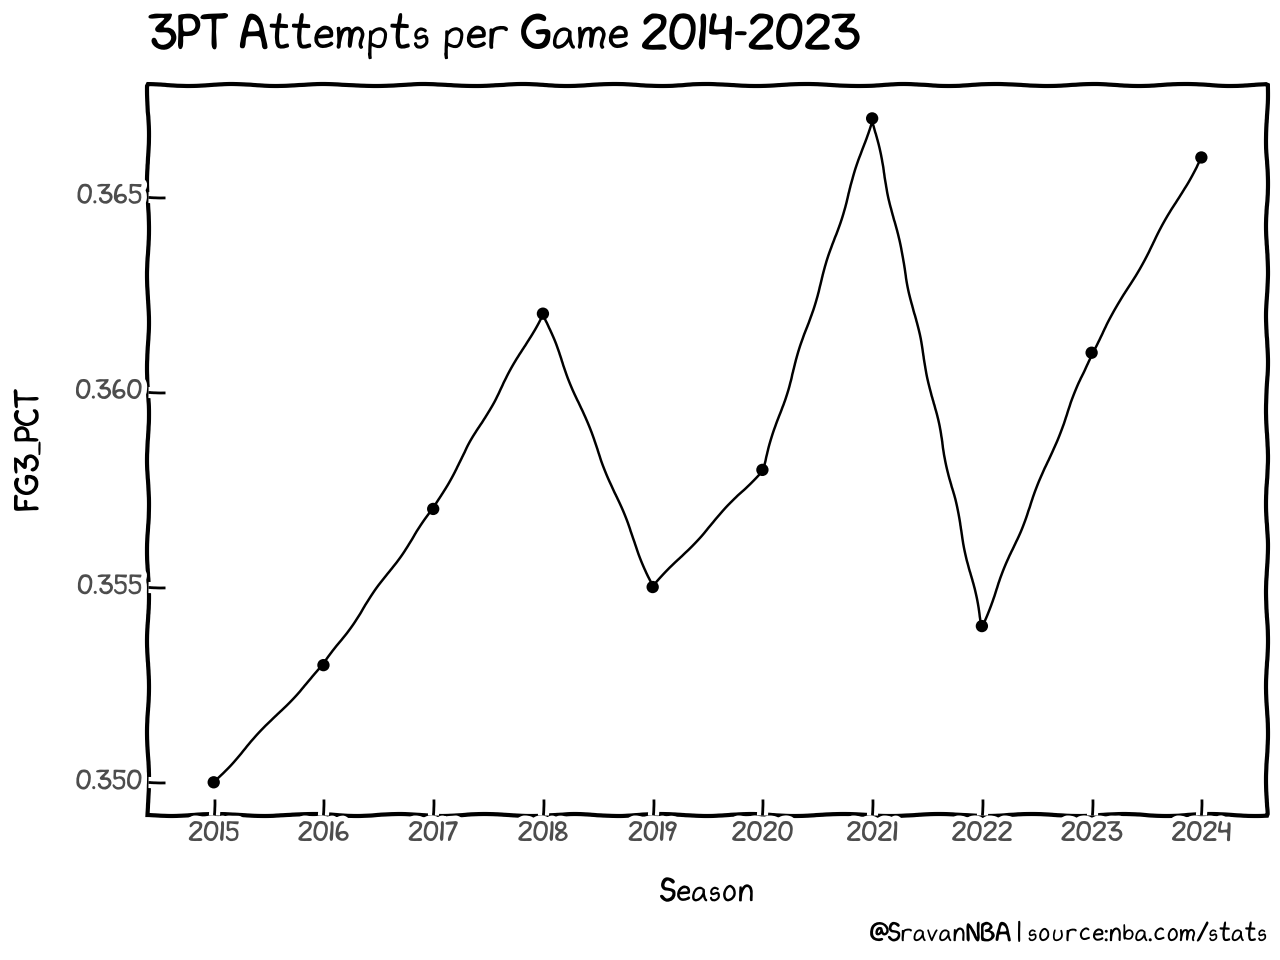 3PT Attempts per Game 2014-2023
FG3_PCT
0.365
0.360
0.355
0.350
2015 2016 2017 2018 2019 2020 2021 2022 2023 2024
Season
@SravanNBA | source:nba.com/stats